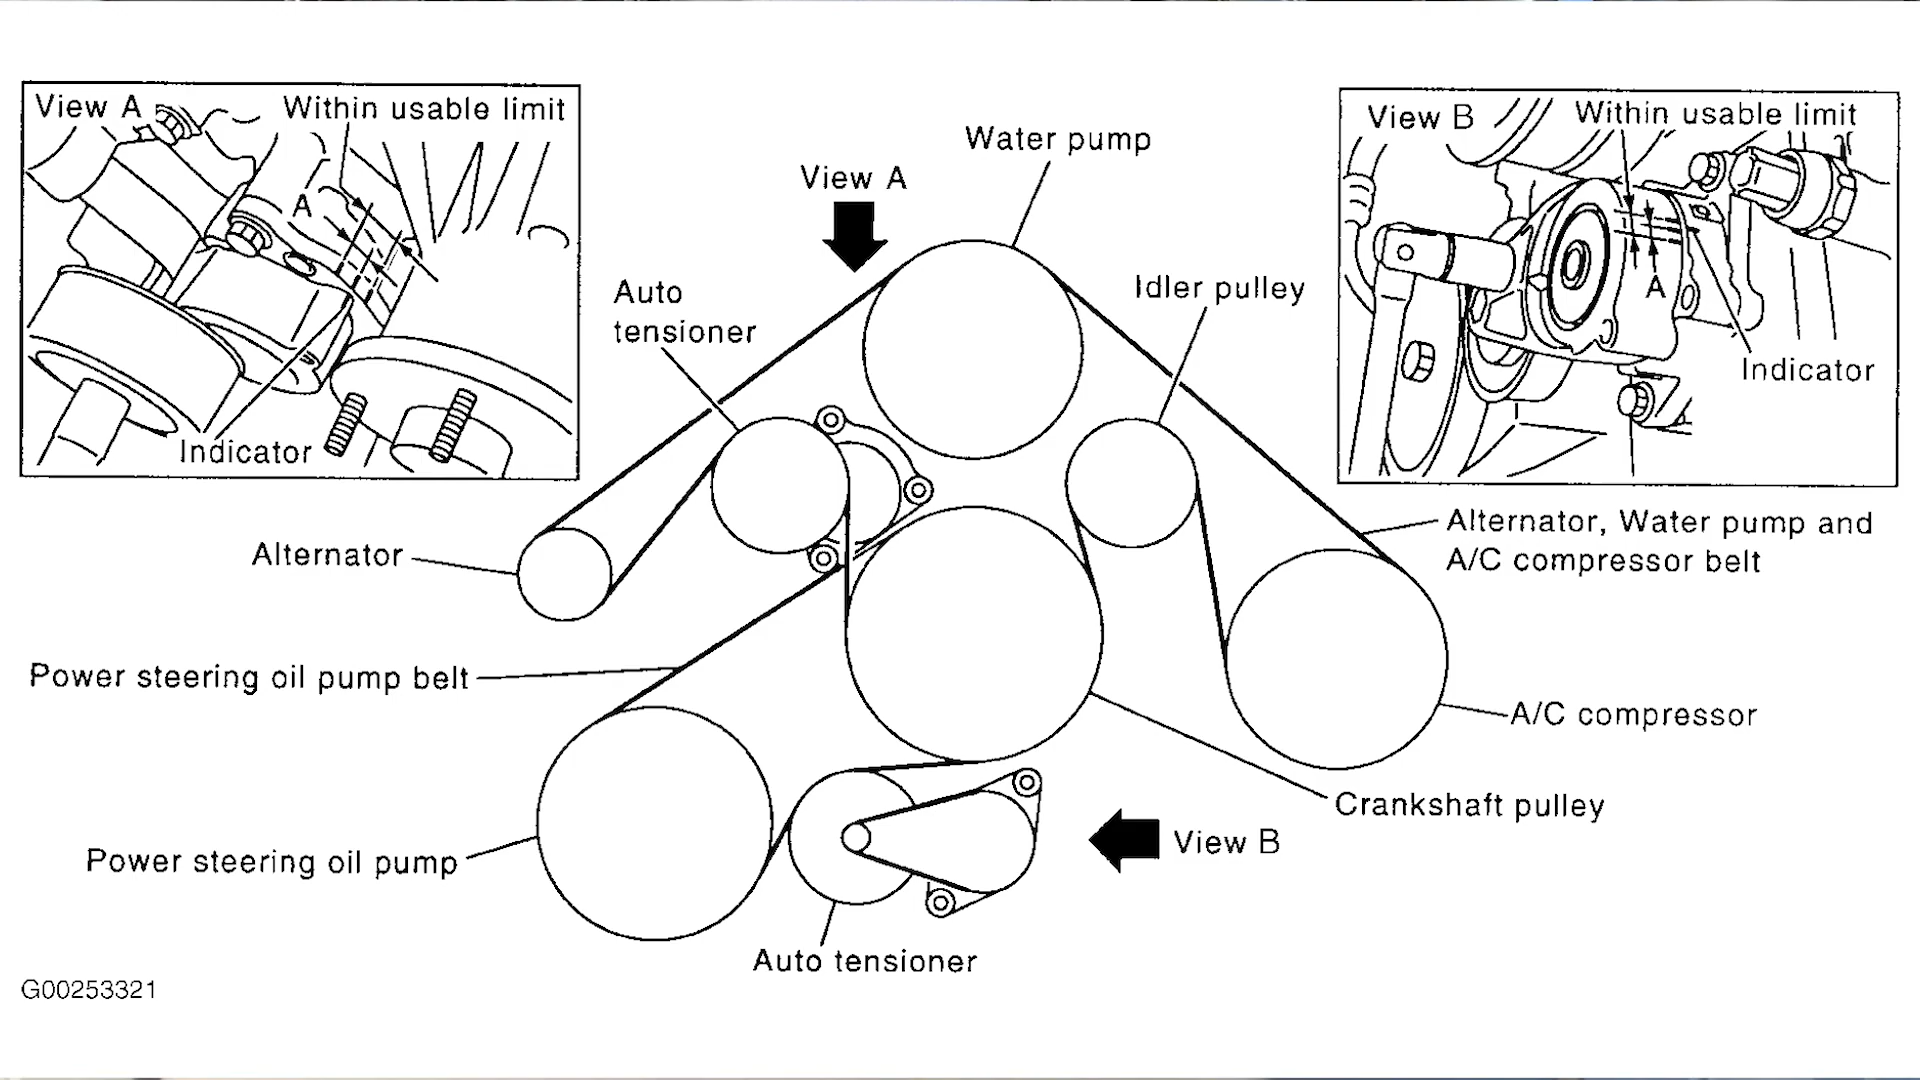 View A
Within usable limit
A
Indicator
View A
Water pump
Auto
tensioner
Idler pulley
View B
Within usable limit
A
Indicator
Alternator
Alternator, Water pump and
A/C compressor belt
Power steering oil pump belt
A/C compressor
Crankshaft pulley
View B
Power steering oil pump
Auto tensioner
G00253321